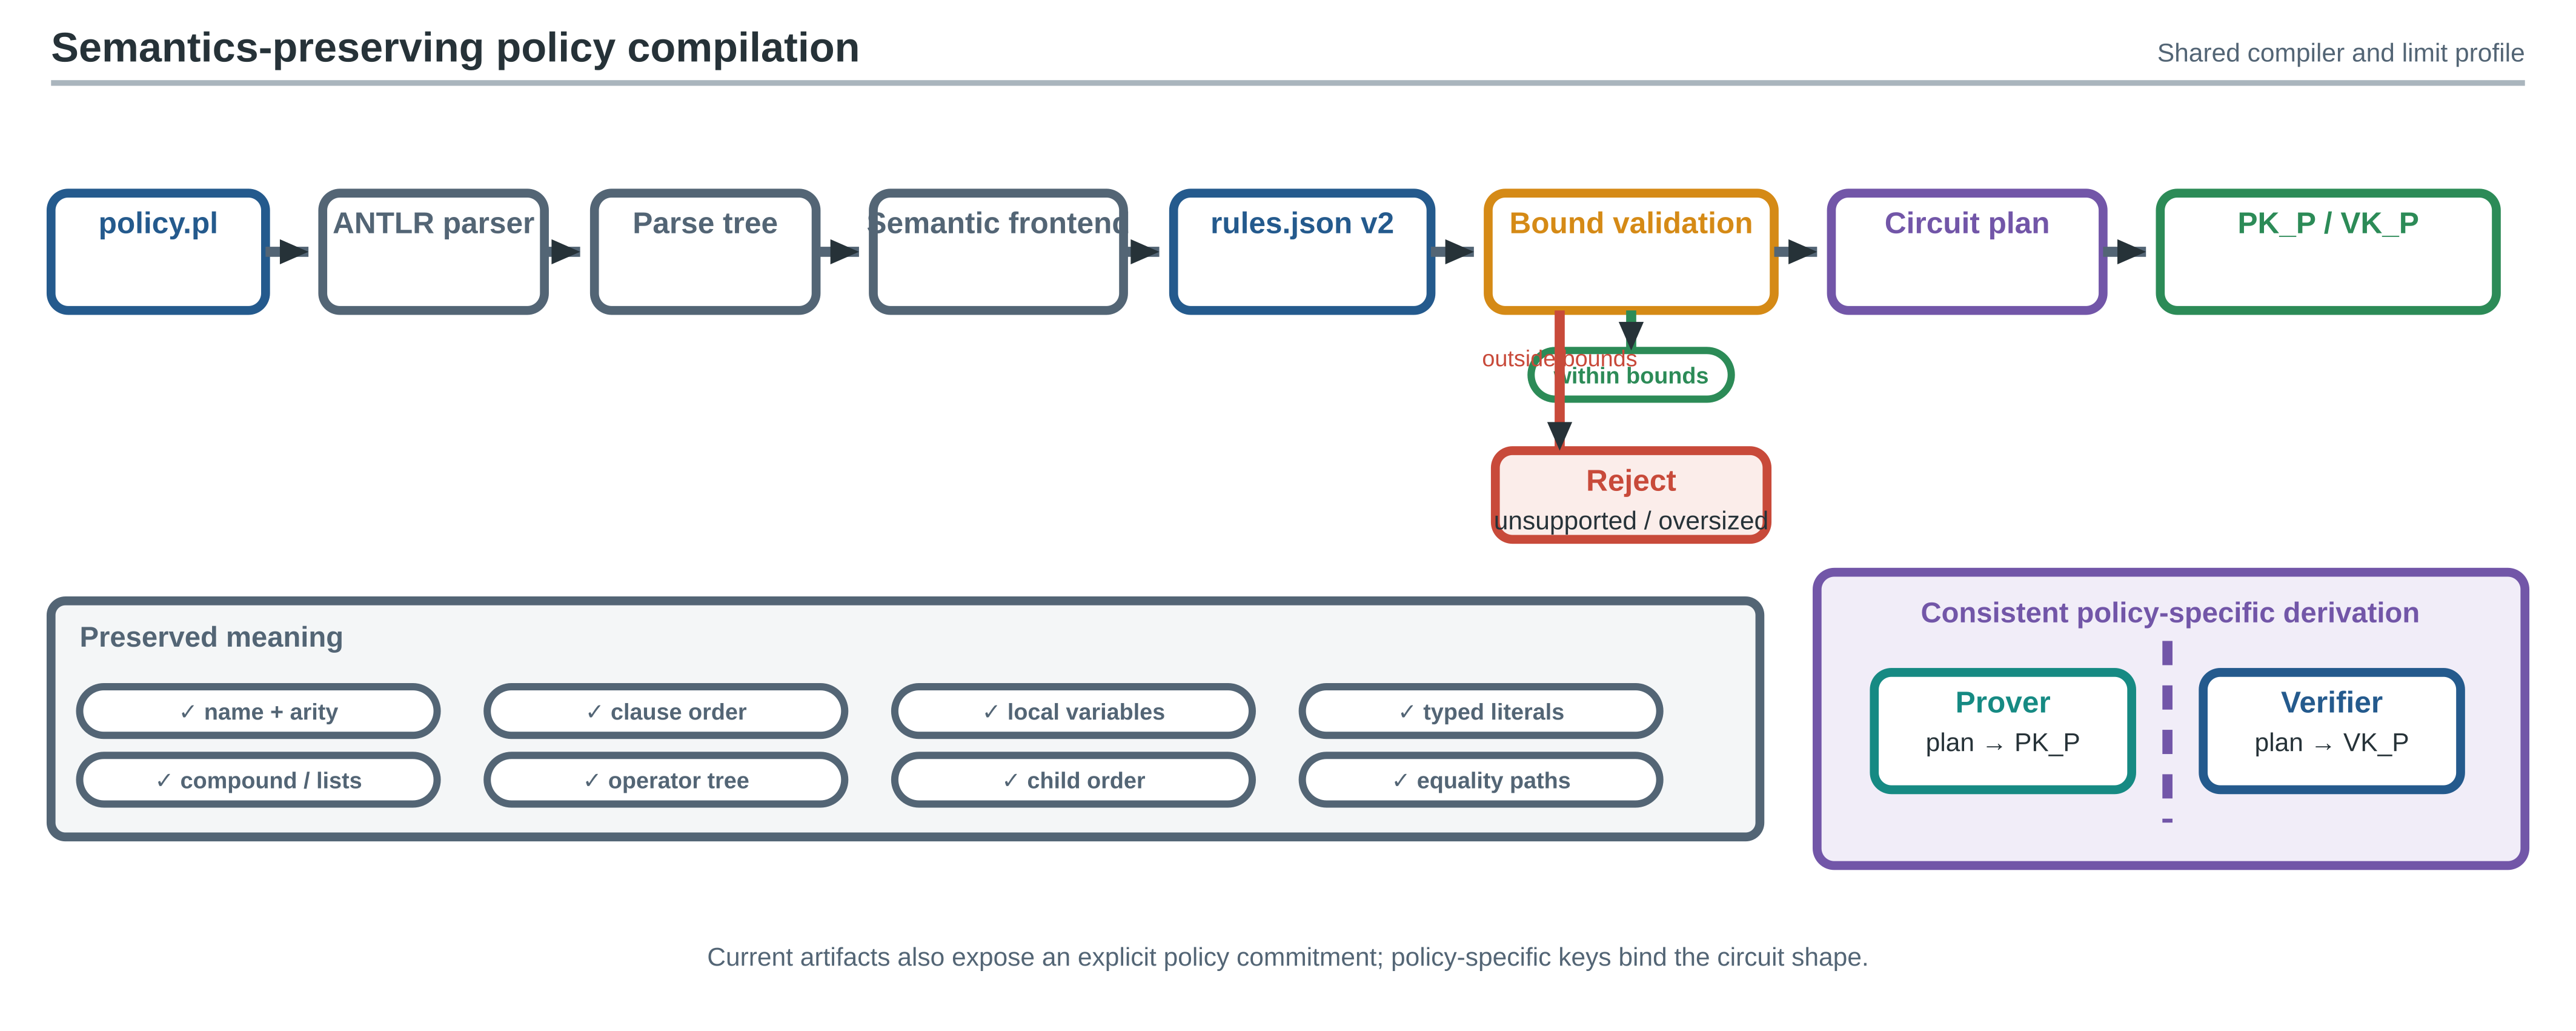 Semantics-preserving policy compilation
Shared compiler and limit profile
policy.pl
ANTLR parser
Parse tree
Semantic frontend
rules.json v2
Bound validation
Circuit plan
PK_P / VK_P
outside bounds
within bounds
Reject
unsupported / oversized
Preserved meaning
✓ name + arity
✓ clause order
✓ local variables
✓ typed literals
✓ compound / lists
✓ operator tree
✓ child order
✓ equality paths
Consistent policy-specific derivation
Prover
plan → PK_P
Verifier
plan → VK_P
Current artifacts also expose an explicit policy commitment; policy-specific keys bind the circuit shape.